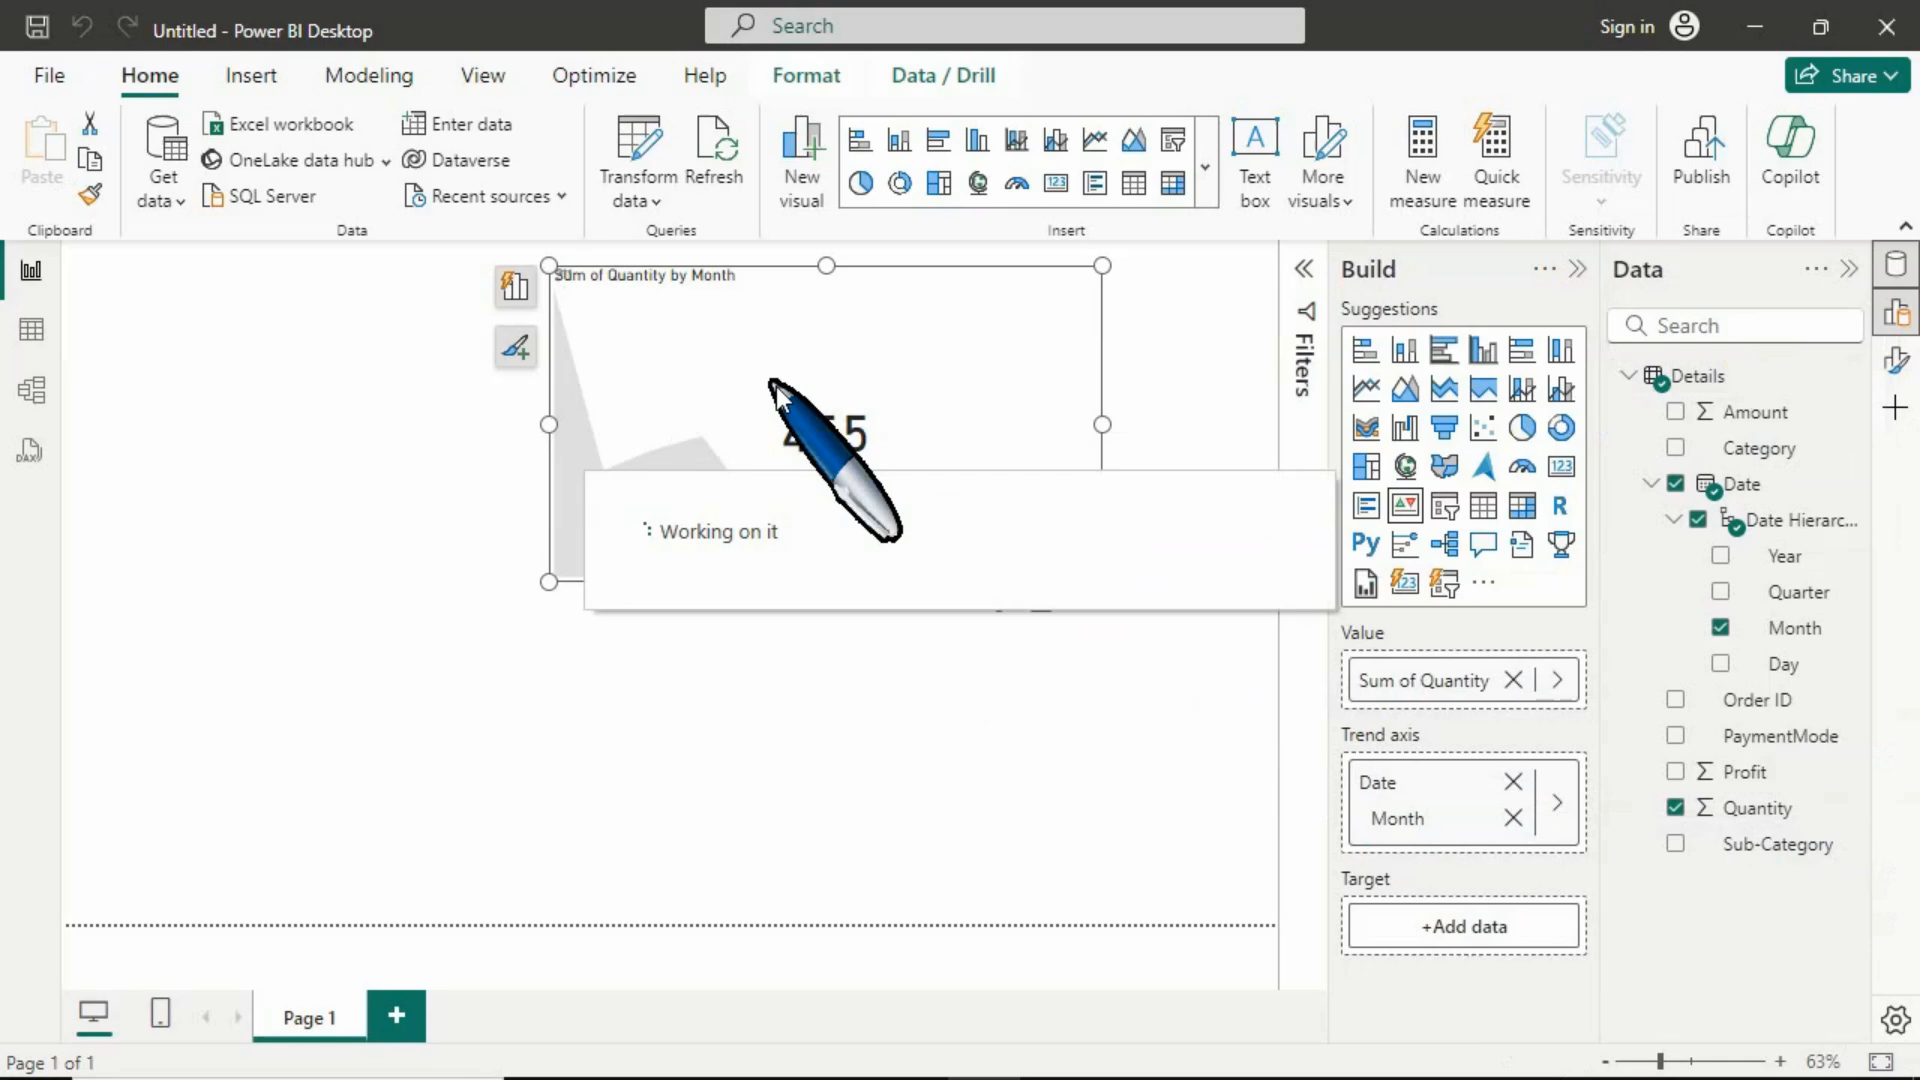 Untitled - Power BI Desktop
Search
Sign in
File
Home
Insert
Modeling
View
Optimize
Help
Format
Data / Drill
Share
Paste
Clipboard
Get data
Excel workbook
OneLake data hub
SQL Server
Enter data
Dataverse
Recent sources
Data
Transform data
Refresh
Queries
New visual
123
Text box
More visuals
Insert
New measure
Quick measure
Calculations
Sensitivity
Sensitivity
Publish
Share
Copilot
Copilot
DAX
Sum of Quantity by Month
Working on it
Filters
Build
Suggestions
123
R
Py
123
Value
Sum of Quantity
Trend axis
Date
Month
Target
+Add data
Data
Search
Details
Σ Amount
Category
Date
Date Hierarc...
Year
Quarter
Month
Day
Order ID
PaymentMode
Σ Profit
Σ Quantity
Sub-Category
Page 1
Page 1 of 1
63%